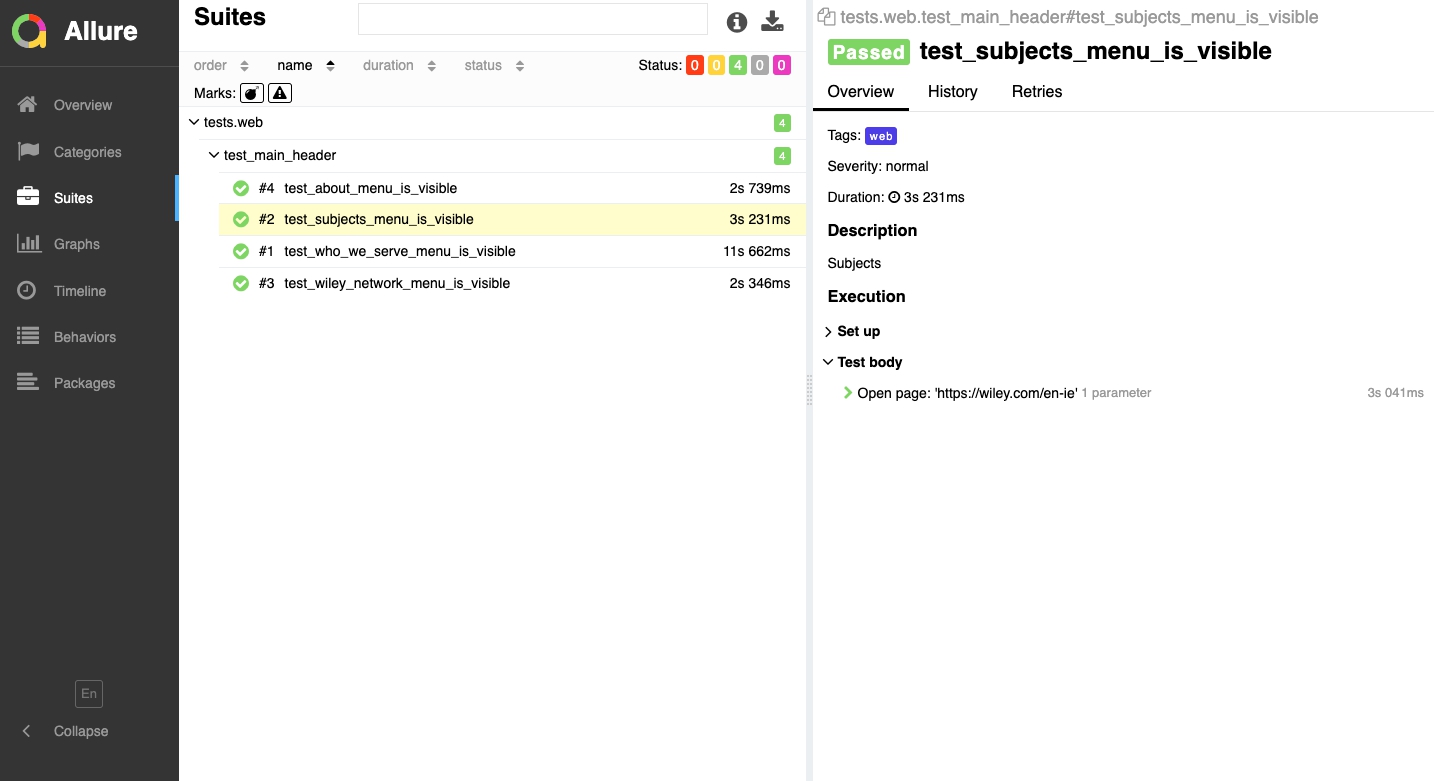 Allure
Overview
Categories
Suites
Graphs
Timeline
Behaviors
Packages
En
Collapse
Suites
order name duration status Status: 0 0 4 0 0
Marks:
tests.web 4
test_main_header 4
#4 test_about_menu_is_visible 2s 739ms
#2 test_subjects_menu_is_visible 3s 231ms
#1 test_who_we_serve_menu_is_visible 11s 662ms
#3 test_wiley_network_menu_is_visible 2s 346ms
tests.web.test_main_header#test_subjects_menu_is_visible
Passed test_subjects_menu_is_visible
Overview History Retries
Tags: web
Severity: normal
Duration: 3s 231ms
Description
Subjects
Execution
Set up
Test body
Open page: 'https://wiley.com/en-ie' 1 parameter 3s 041ms